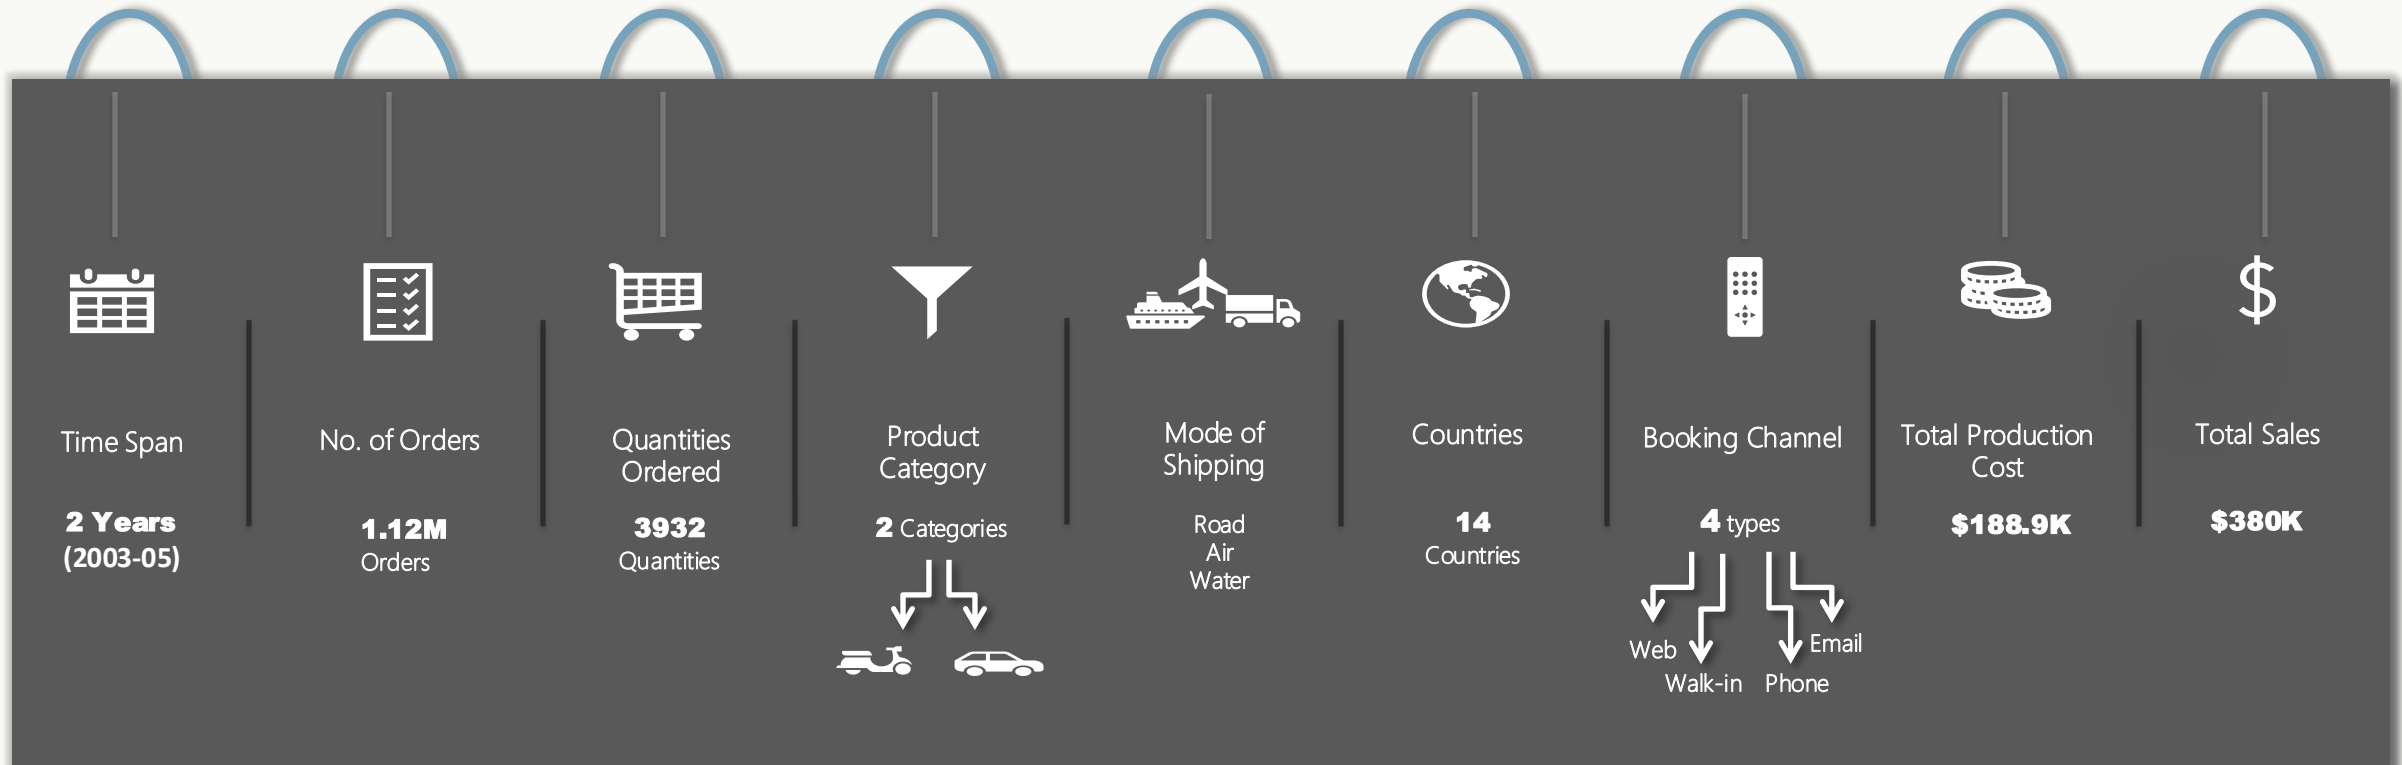 Time Span
2 Years
(2003-05)
No. of Orders
1.12M
Orders
Quantities
Ordered
3932
Quantities
Product
Category
2 Categories
Mode of
Shipping
Road
Air
Water
Countries
14
Countries
Booking Channel
4 types
Web
Walk-in
Phone
Email
Total Production
Cost
$188.9K
Total Sales
$380K